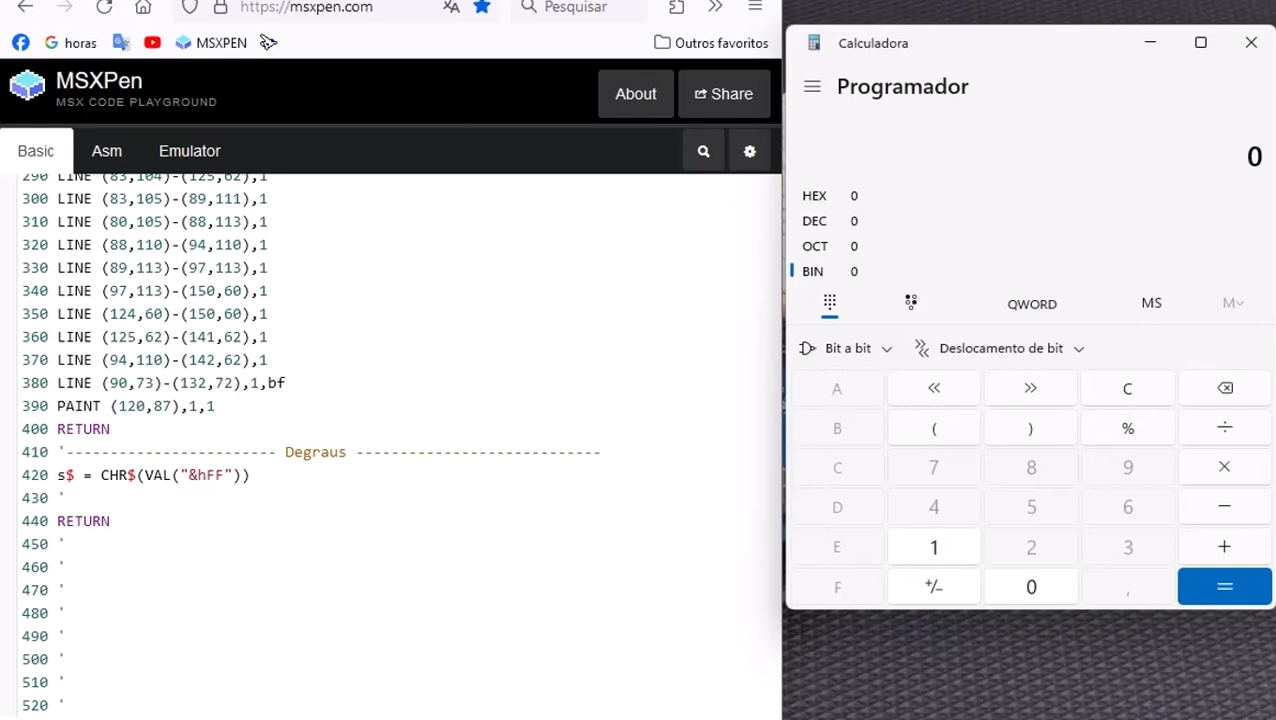 https://msxpen.com
Pesquisar
horas
MSXPEN
Outros favoritos
MSXPen
MSX CODE PLAYGROUND
About
Share
Basic
Asm
Emulator
290 LINE (83,104)-(125,62),1
300 LINE (83,105)-(89,111),1
310 LINE (80,105)-(88,113),1
320 LINE (88,110)-(94,110),1
330 LINE (89,113)-(97,113),1
340 LINE (97,113)-(150,60),1
350 LINE (124,60)-(150,60),1
360 LINE (125,62)-(141,62),1
370 LINE (94,110)-(142,62),1
380 LINE (90,73)-(132,72),1,bf
390 PAINT (120,87),1,1
400 RETURN
410 '------------------------ Degraus ----------------------------
420 s$ = CHR$(VAL("&hFF"))
430 '
440 RETURN
450 '
460 '
470 '
480 '
490 '
500 '
510 '
520 '
Calculadora
Programador
0
HEX 0
DEC 0
OCT 0
BIN 0
QWORD MS M
Bit a bit Deslocamento de bit
A « » C
B ( ) % ÷
C 7 8 9 ×
D 4 5 6 −
E 1 2 3 +
F +/− 0 , =